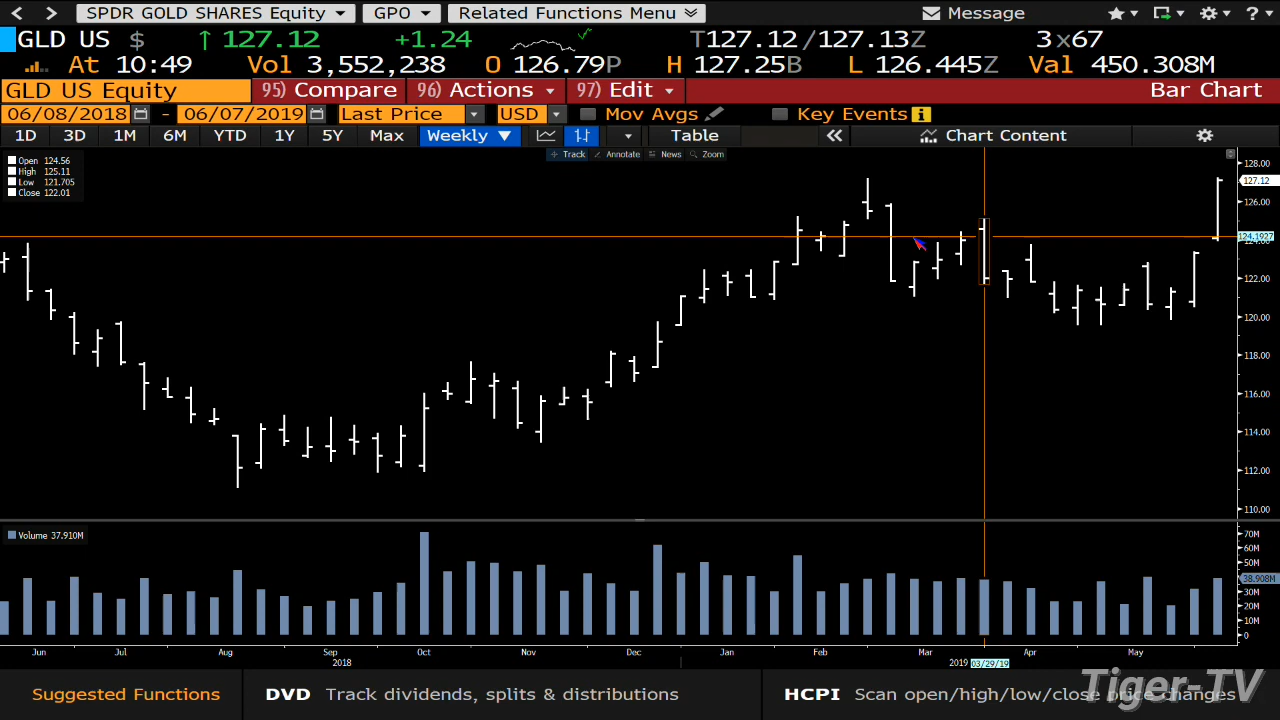 < > SPDR GOLD SHARES Equity GPO Related Functions Menu Message ?
GLD US $ ↑ 127.12 +1.24 T127.12/127.13Z 3x67
At 10:49 Vol 3,552,238 O 126.79P H 127.25B L 126.445Z Val 450.308M
GLD US Equity 95) Compare 96) Actions 97) Edit Bar Chart
06/08/2018 - 06/07/2019 Last Price USD Mov Avgs Key Events i
1D 3D 1M 6M YTD 1Y 5Y Max Weekly Table « Chart Content
Track Annotate News Zoom
Open 124.56
High 125.11
Low 121.705
Close 122.01
128.00
127.12
126.00
124.1927
124.00
122.00
120.00
118.00
116.00
114.00
112.00
110.00
Volume 37.910M
70M
60M
50M
38.908M
30M
20M
10M
0
Jun Jul Aug Sep Oct Nov Dec Jan Feb Mar Apr May
2018 2019 03/29/19
Suggested Functions DVD Track dividends, splits & distributions HCPI Scan open/high/low/close price changes
Tiger-TV